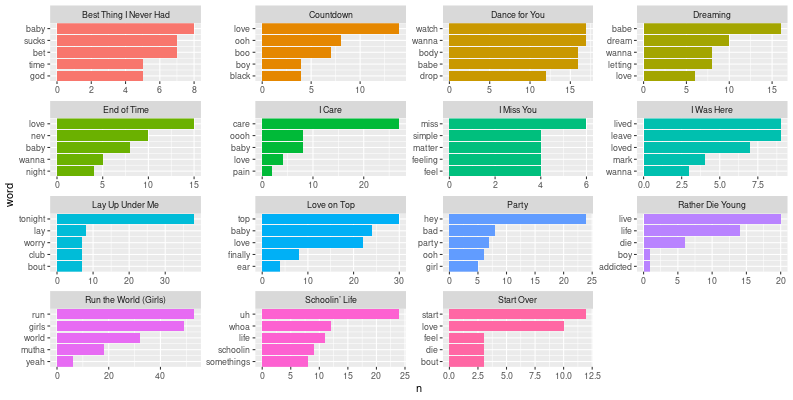 Best Thing I Never Had
baby
sucks
bet
time
god
0 2 4 6 8
Countdown
love
ooh
boo
boy
black
0 5 10
Dance for You
watch
wanna
body
babe
drop
0 5 10 15
Dreaming
babe
dream
wanna
letting
love
0 5 10 15
End of Time
love
nev
baby
wanna
night
0 5 10 15
I Care
care
oooh
baby
love
pain
0 10 20
I Miss You
miss
simple
matter
feeling
feel
0 2 4 6
I Was Here
lived
leave
loved
mark
wanna
0.0 2.5 5.0 7.5
word
Lay Up Under Me
tonight
lay
worry
club
bout
0 10 20 30
Love on Top
top
baby
love
finally
ear
0 10 20 30
Party
hey
bad
party
ooh
girl
0 5 10 15 20 25
Rather Die Young
live
life
die
boy
addicted
0 5 10 15 20
Run the World (Girls)
run
girls
world
mutha
yeah
0 20 40
Schoolin' Life
uh
whoa
life
schoolin
somethings
0 5 10 15 20 25
Start Over
start
love
feel
die
bout
0.0 2.5 5.0 7.5 10.0 12.5
n